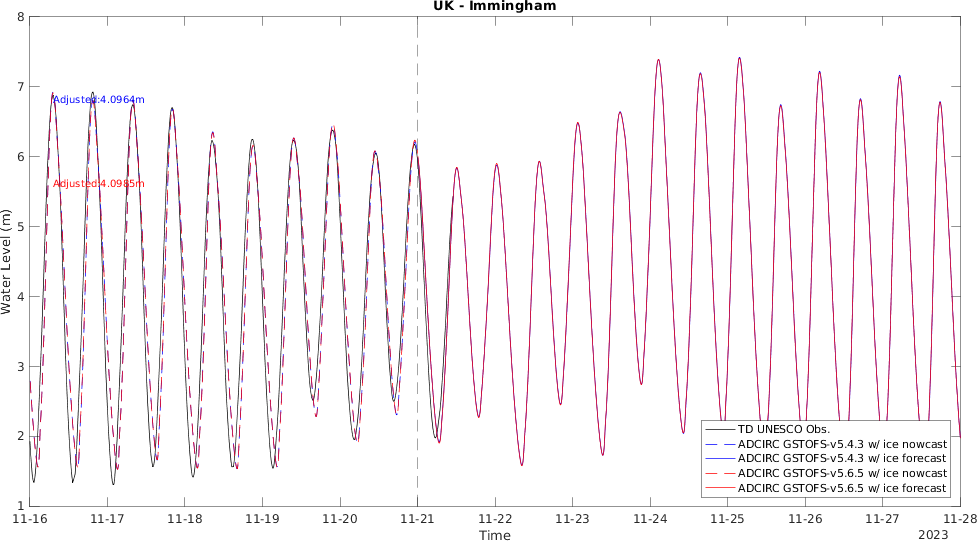 UK - Immingham
8
7
6
5
4
3
2
1
Water Level (m)
Adjusted:4.0964m
Adjusted:4.0985m
TD UNESCO Obs.
ADCIRC GSTOFS-v5.4.3 w/ ice nowcast
ADCIRC GSTOFS-v5.4.3 w/ ice forecast
ADCIRC GSTOFS-v5.6.5 w/ ice nowcast
ADCIRC GSTOFS-v5.6.5 w/ ice forecast
11-16 11-17 11-18 11-19 11-20 11-21 11-22 11-23 11-24 11-25 11-26 11-27 11-28
Time
2023